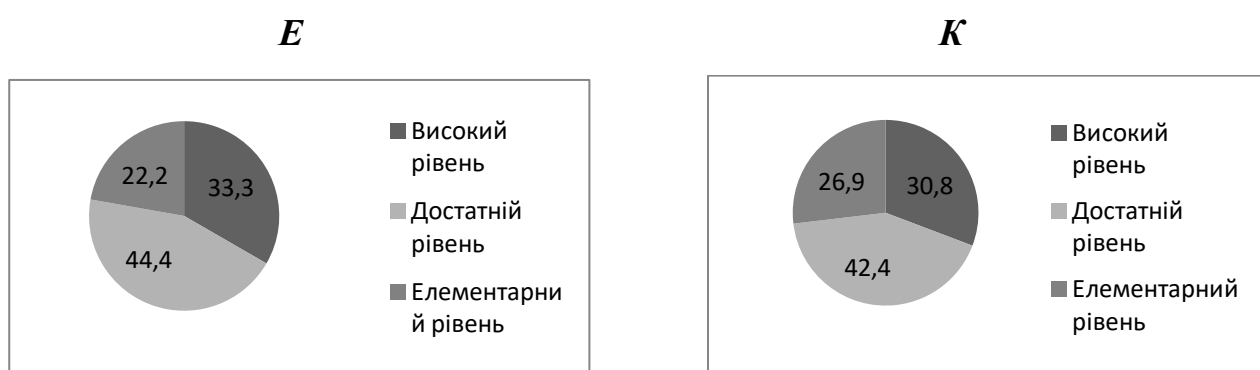 Е
К
22,2
33,3
44,4
Високий
рівень
Достатній
рівень
Елементарни
й рівень
26,9
30,8
42,4
Високий
рівень
Достатній
рівень
Елементарний
рівень